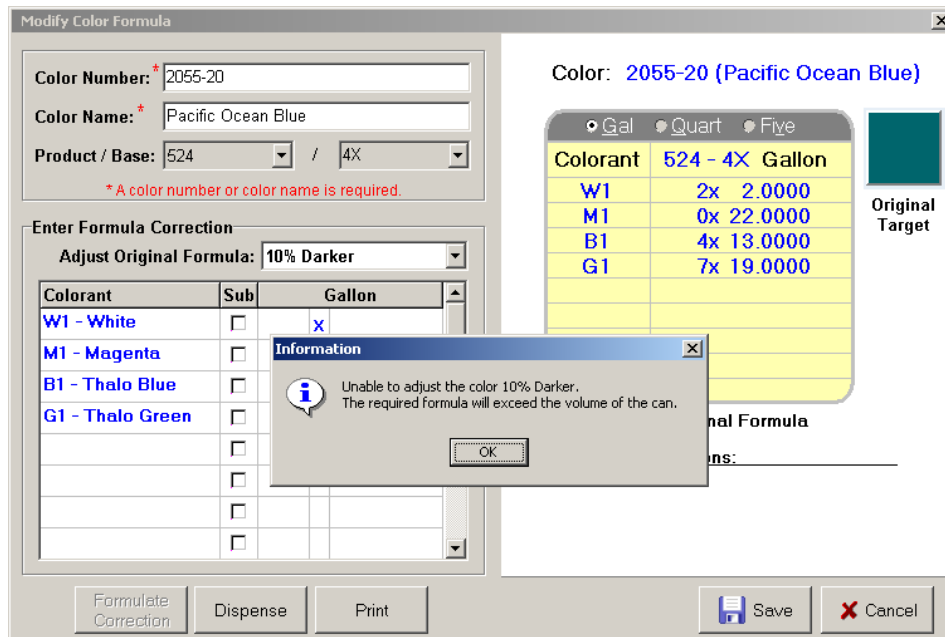 Modify Color Formula
Color Number: * 2055-20
Color Name: * Pacific Ocean Blue
Product / Base: 524 / 4X
* A color number or color name is required.
Enter Formula Correction
Adjust Original Formula: 10% Darker
Colorant Sub Gallon
W1 - White x
M1 - Magenta
B1 - Thalo Blue
G1 - Thalo Green
Information
Unable to adjust the color 10% Darker.
The required formula will exceed the volume of the can.
OK
Color: 2055-20 (Pacific Ocean Blue)
Gal Quart Five
Colorant 524 - 4X Gallon
W1 2x 2.0000
M1 0x 22.0000
B1 4x 13.0000
G1 7x 19.0000
Original
Target
nal Formula
ns:
Formulate
Correction
Dispense
Print
Save
Cancel